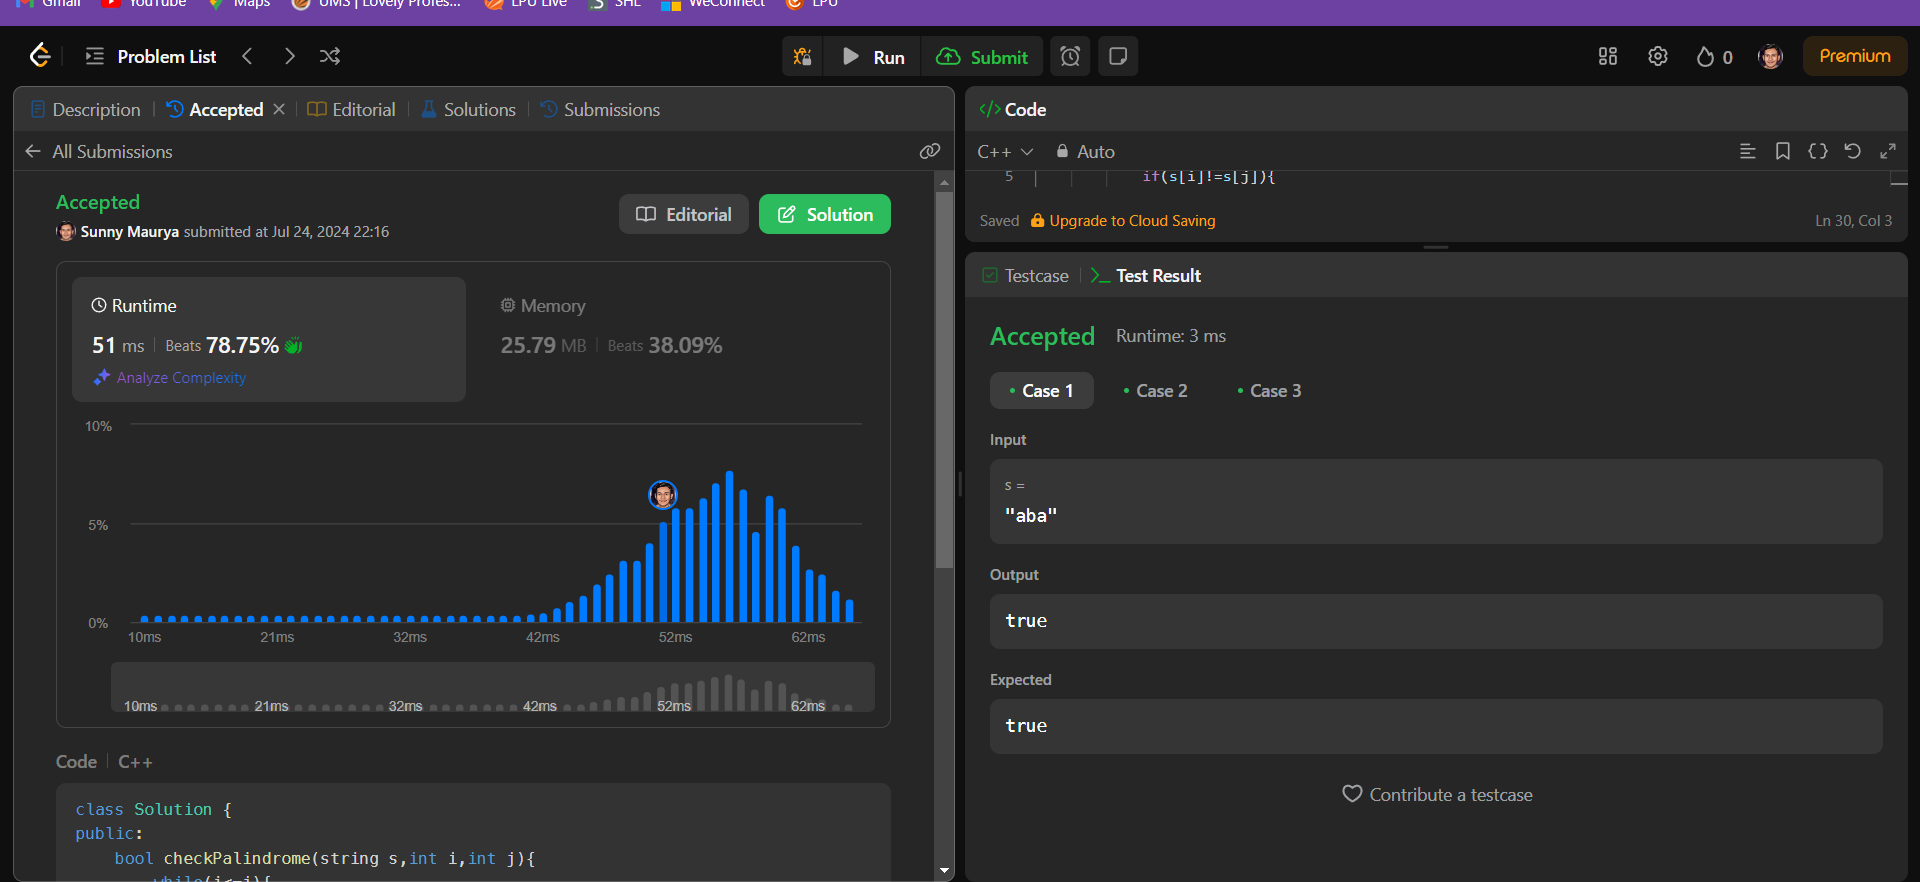 Gmail YouTube Maps UMS | Lovely Profes... LPU Live SHL WeConnect LPU
Problem List Run Submit 0 Premium
Description Accepted Editorial Solutions Submissions
All Submissions
Accepted
Sunny Maurya submitted at Jul 24, 2024 22:16
Editorial
Solution
Runtime
51 ms Beats 78.75%
Analyze Complexity
Memory
25.79 MB Beats 38.09%
10%
5%
0%
10ms 21ms 32ms 42ms 52ms 62ms
10ms 21ms 32ms 42ms 52ms 62ms
Code C++
class Solution {
public:
bool checkPalindrome(string s,int i,int j){
while(i<=j){
</> Code
C++ Auto
5 if(s[i]!=s[j]){
Saved Upgrade to Cloud Saving Ln 30, Col 3
Testcase Test Result
Accepted Runtime: 3 ms
Case 1 Case 2 Case 3
Input
s =
"aba"
Output
true
Expected
true
Contribute a testcase